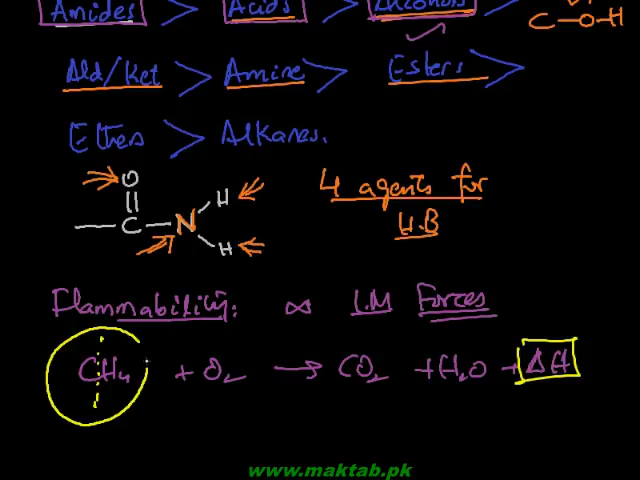 Amides > Acids > Alcohols >
C-O-H
Ald/Ket > Amine > Esters >
Ethers > Alkanes.
O
H
C-N
H
4 agents for
H.B
Flammability: ∝ I.M Forces
CH4 + O2 → CO2 + H2O + ΔH
www.maktab.pk